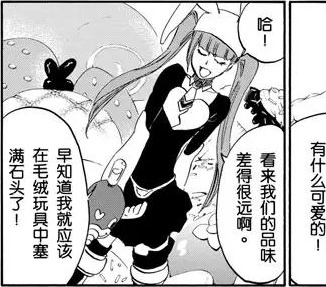 有什么可爱的！
哈！
看来我们的品味
差得很远啊。
早知道我就应该
在毛绒玩具中塞
满石头了！